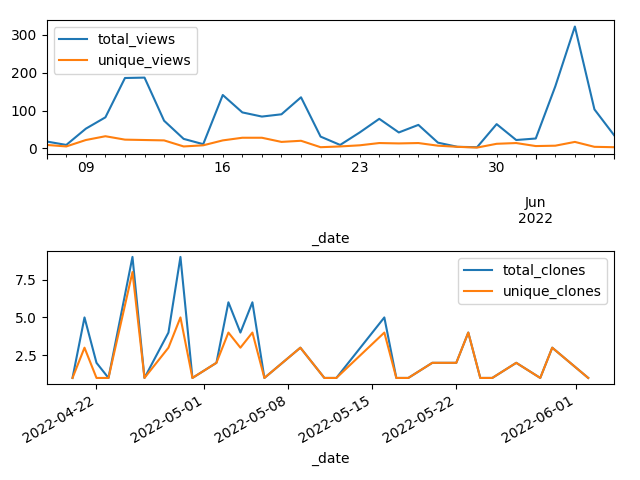 total_views
unique_views
300
200
100
0
09
16
23
30
Jun
2022
_date
total_clones
unique_clones
7.5
5.0
2.5
2022-04-22
2022-05-01
2022-05-08
2022-05-15
2022-05-22
2022-06-01
_date